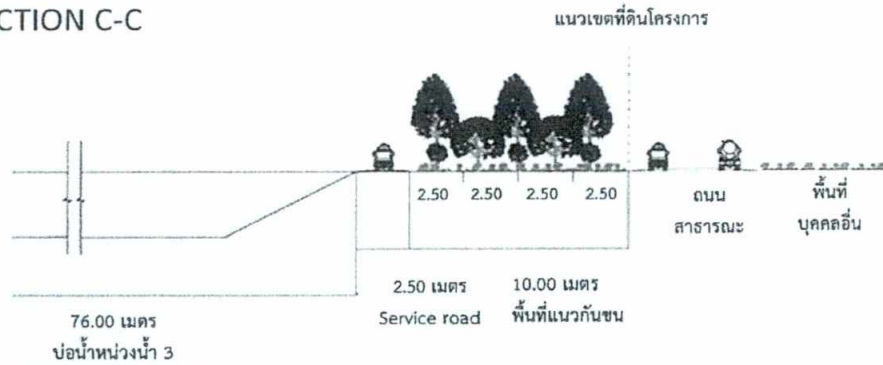 CTION C-C
แนวเขตที่ดินโครงการ
2.50 2.50 2.50 2.50
ถนน
สาธารณะ
พื้นที่
บุคคลอื่น
2.50 เมตร
Service road
10.00 เมตร
พื้นที่แนวกันชน
76.00 เมตร
บ่อน้ำหน่วงน้ำ 3